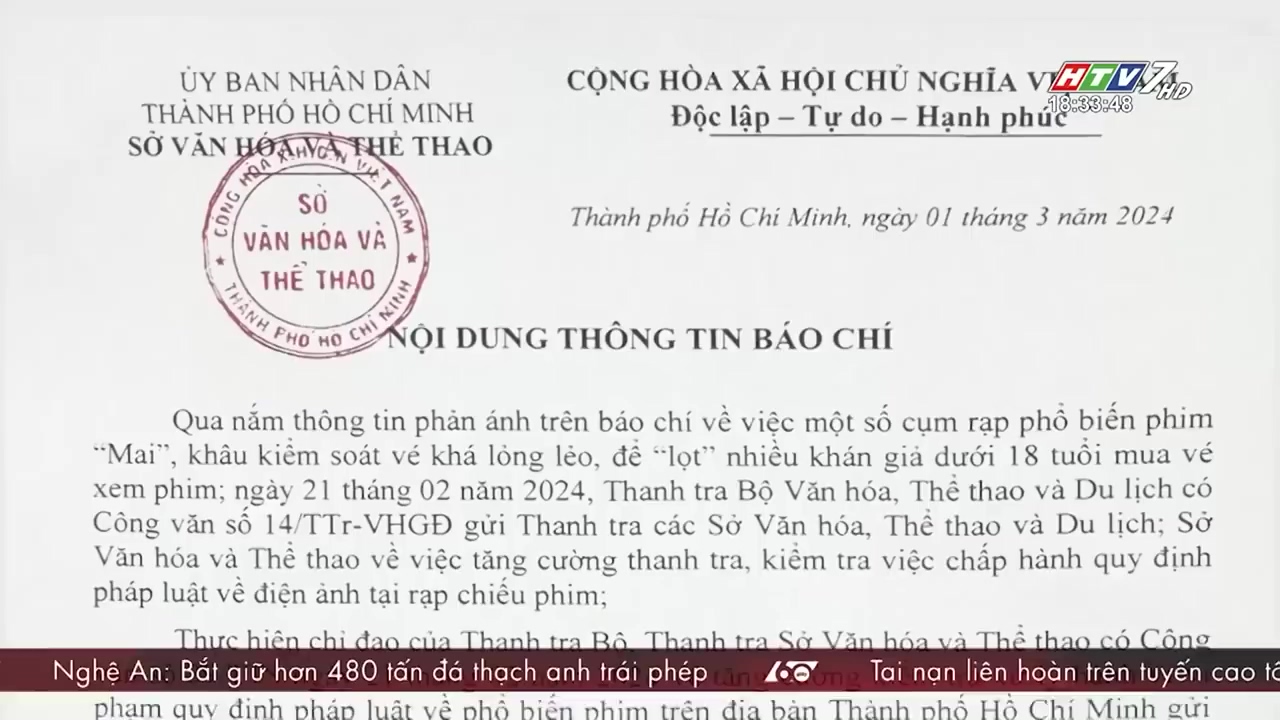 ỦY BAN NHÂN DÂN
THÀNH PHỐ HỒ CHÍ MINH
SỞ VĂN HÓA VÀ THỂ THAO
CỘNG HÒA XÃ HỘI CHỦ NGHĨA VIỆT NAM
Độc lập – Tự do – Hạnh phúc
HTV7 HD
18:33:48
CỘNG HÒA X.H.C.N VIỆT NAM
SỞ
VĂN HÓA VÀ
THỂ THAO
THÀNH PHỐ HỒ CHÍ MINH
Thành phố Hồ Chí Minh, ngày 01 tháng 3 năm 2024
NỘI DUNG THÔNG TIN BÁO CHÍ
Qua nắm thông tin phản ánh trên báo chí về việc một số cụm rạp phổ biến phim
“Mai”, khâu kiểm soát vé khá lỏng lẻo, để “lọt” nhiều khán giả dưới 18 tuổi mua vé
xem phim; ngày 21 tháng 02 năm 2024, Thanh tra Bộ Văn hóa, Thể thao và Du lịch có
Công văn số 14/TTr-VHGĐ gửi Thanh tra các Sở Văn hóa, Thể thao và Du lịch; Sở
Văn hóa và Thể thao về việc tăng cường thanh tra, kiểm tra việc chấp hành quy định
pháp luật về điện ảnh tại rạp chiếu phim;
Thực hiện chỉ đạo của Thanh tra Bộ, Thanh tra Sở Văn hóa và Thể thao có Công
Nghệ An: Bắt giữ hơn 480 tấn đá thạch anh trái phép
60
Tai nạn liên hoàn trên tuyến cao tố
phạm quy định pháp luật về phổ biến phim trên địa bàn Thành phố Hồ Chí Minh gửi